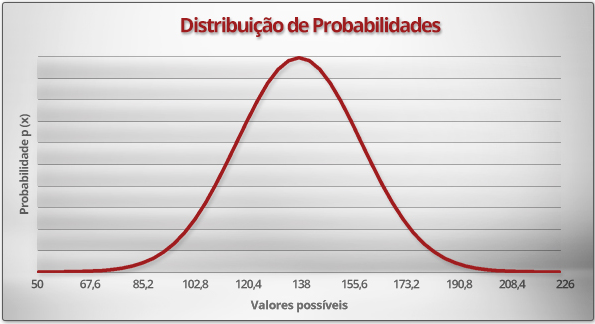 Distribuição de Probabilidades
Probabilidade p (x)
50 67,6 85,2 102,8 120,4 138 155,6 173,2 190,8 208,4 226
Valores possíveis